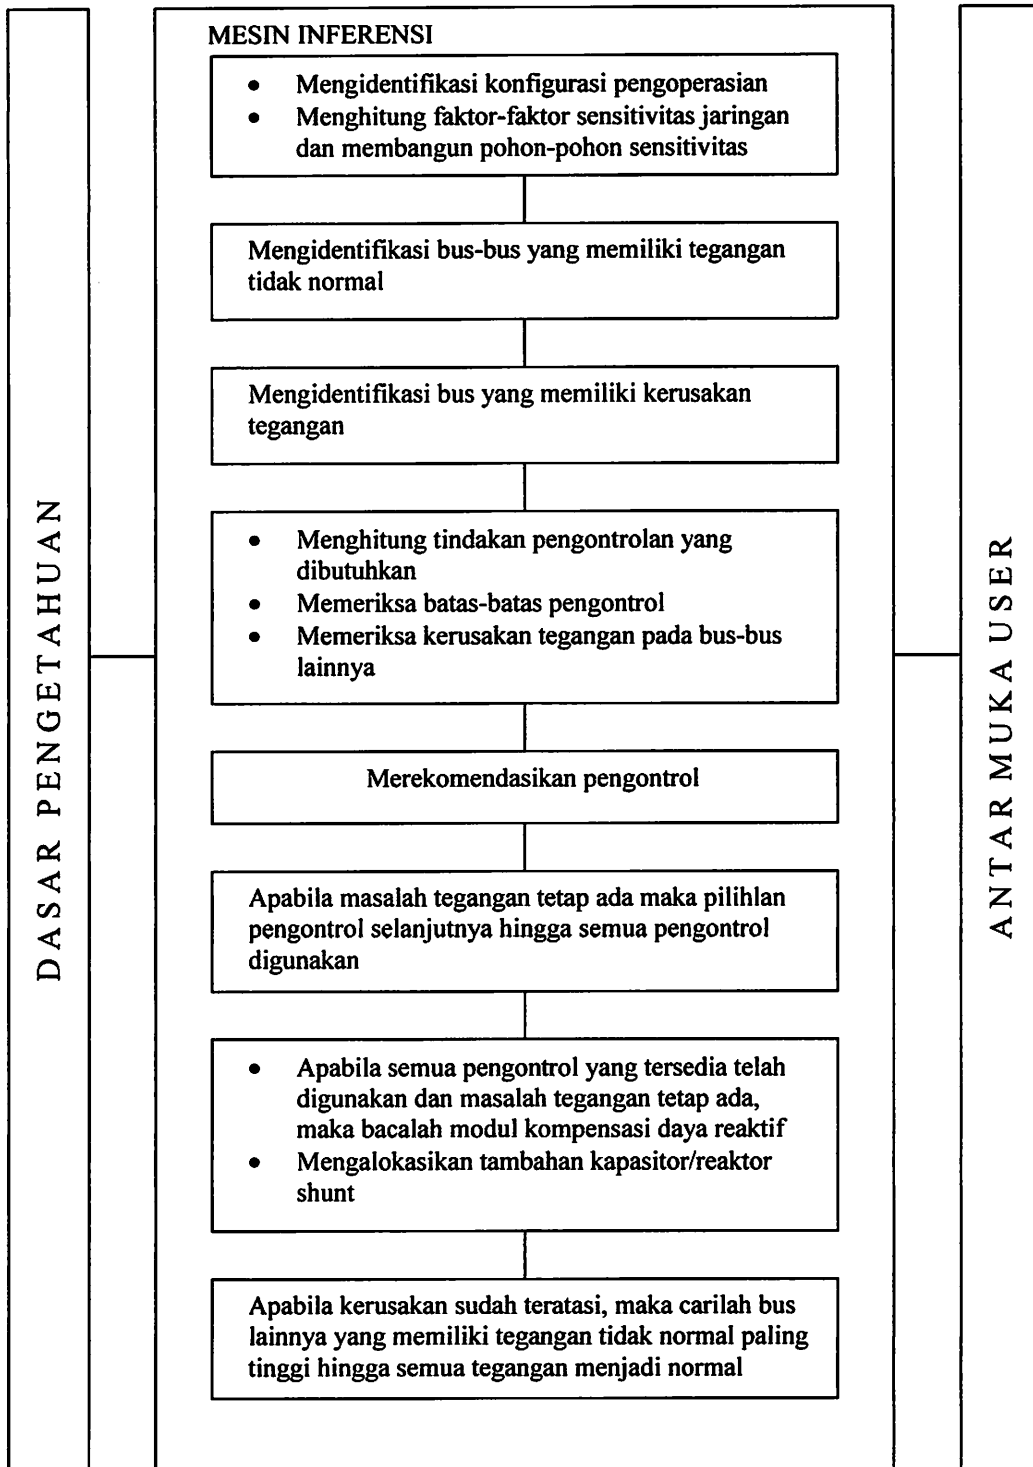 DASAR PENGETAHUAN
MESIN INFERENSI
• Mengidentifikasi konfigurasi pengoperasian
• Menghitung faktor-faktor sensitivitas jaringan
dan membangun pohon-pohon sensitivitas
Mengidentifikasi bus-bus yang memiliki tegangan
tidak normal
Mengidentifikasi bus yang memiliki kerusakan
tegangan
• Menghitung tindakan pengontrolan yang
dibutuhkan
• Memeriksa batas-batas pengontrol
• Memeriksa kerusakan tegangan pada bus-bus
lainnya
Merekomendasikan pengontrol
Apabila masalah tegangan tetap ada maka pilihlan
pengontrol selanjutnya hingga semua pengontrol
digunakan
• Apabila semua pengontrol yang tersedia telah
digunakan dan masalah tegangan tetap ada,
maka bacalah modul kompensasi daya reaktif
• Mengalokasikan tambahan kapasitor/reaktor
shunt
Apabila kerusakan sudah teratasi, maka carilah bus
lainnya yang memiliki tegangan tidak normal paling
tinggi hingga semua tegangan menjadi normal
ANTAR MUKA USER